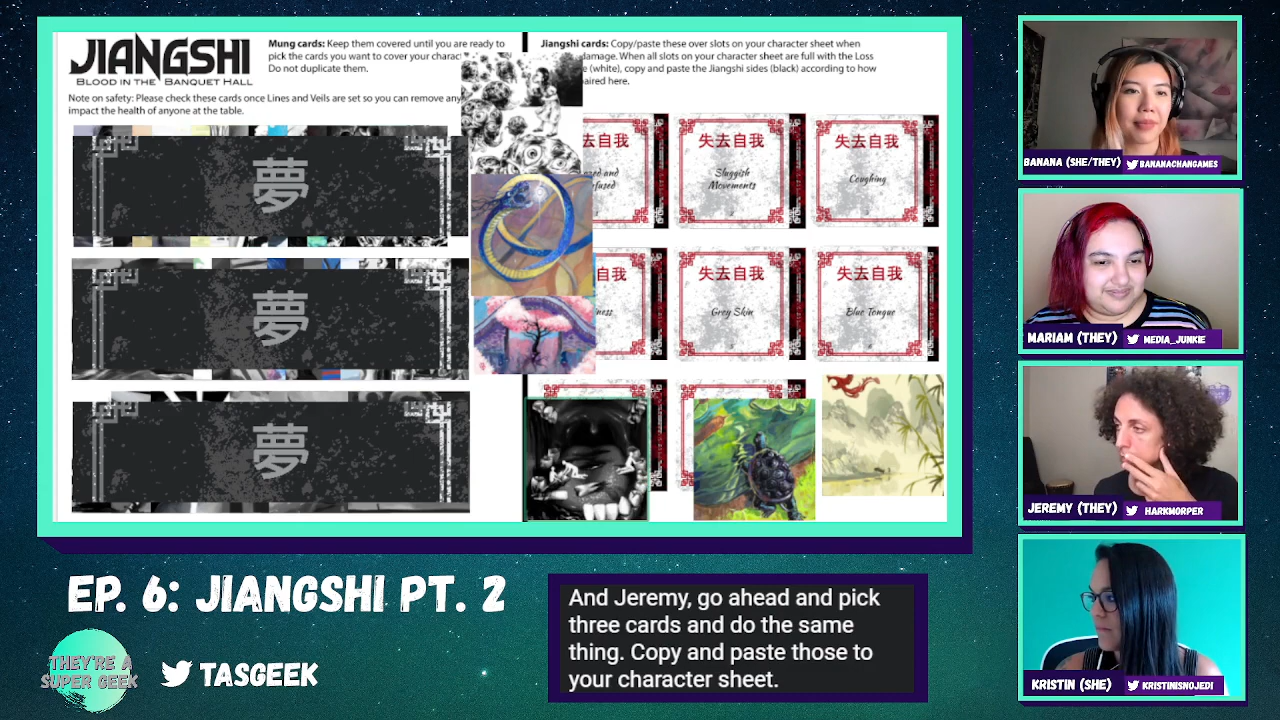 JIANGSHI
BLOOD IN THE BANQUET HALL
Mung cards: Keep them covered until you are ready to
pick the cards you want to cover your
Do not duplicate them.
Note on safety: Please check these cards once Lines and Veils are set so you can remove any
impact the health of anyone at the table.
夢
夢
夢
Jiangshi cards: Copy/paste these over slots on your character sheet when
damage. When all slots on your character sheet are full with the Loss
(white), copy and paste the Jiangshi sides (black) according to how
here.
去自我
失去自我
Sluggish
Movements
失去自我
Coughing
去自我
失去自我
Grey Skin
失去自我
Blue Tongue
BANANA (SHE/THEY)
BANANACHANGAMES
MARIAM (THEY)
MEDIA_JUNKIE
JEREMY (THEY)
HARKMORPER
KRISTIN (SHE)
KRISTINISNOJEDI
EP. 6: JIANGSHI PT. 2
THEY'RE A
SUPER GEEK
TASGEEK
And Jeremy, go ahead and pick
three cards and do the same
thing. Copy and paste those to
your character sheet.